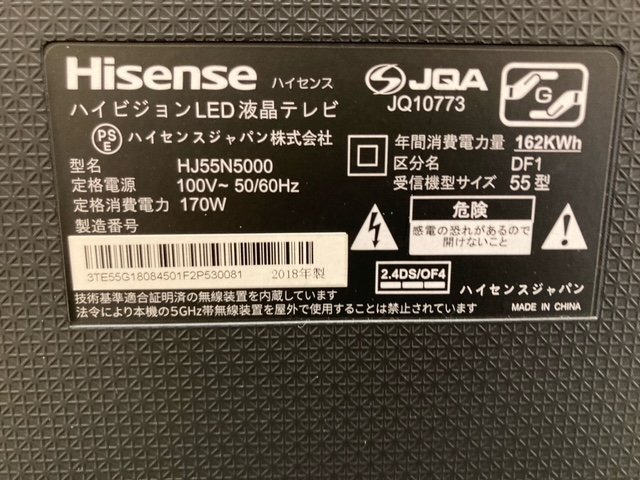 Hisense ハイセンス
JQA
JQ10773
G
ハイビジョンLED液晶テレビ
PSE ハイセンスジャパン株式会社
型名 HJ55N5000
定格電源 100V~ 50/60Hz
定格消費電力 170W
製造番号
3TE55G18084501F2P530081 2018年製
年間消費電力量 162KWh
区分名 DF1
受信機型サイズ 55型
危険
感電の恐れがあるので
開けないこと
2.4DS/OF4
ハイセンスジャパン
MADE IN CHINA
技術基準適合証明済の無線装置を内蔵しています
法令により本機の5GHz帯無線装置を屋外で使用することは禁止されています